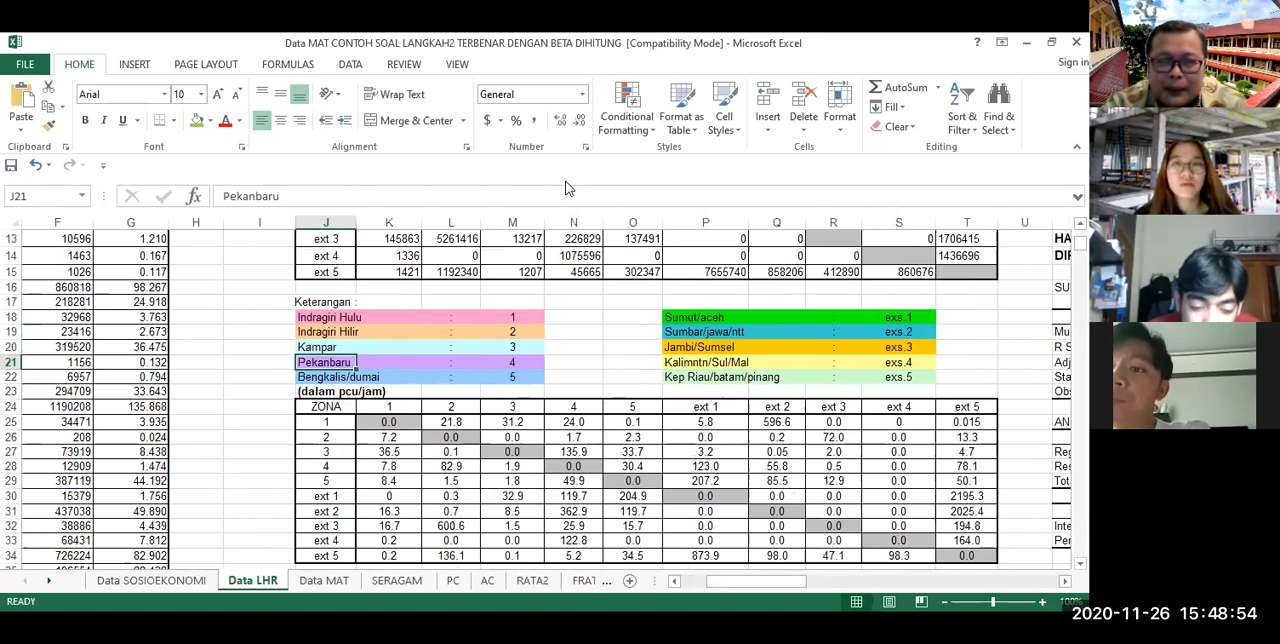 Data MAT CONTOH SOAL LANGKAH2 TERBENAR DENGAN BETA DIHITUNG [Compatibility Mode] - Microsoft Excel
FILE HOME INSERT PAGE LAYOUT FORMULAS DATA REVIEW VIEW Sign in
Paste Arial 10 Wrap Text General Conditional Formatting Format as Table Cell Styles Insert Delete Format AutoSum Fill Clear Sort & Filter Find & Select
B I U Merge & Center $ % ,
Clipboard Font Alignment Number Styles Cells Editing
J21 fx Pekanbaru
F G H I J K L M N O P Q R S T U
13 10596 1.210 ext 3 145863 5261416 13217 226829 137491 0 0 0 1706415 HA
14 1463 0.167 ext 4 1336 0 0 1075596 0 0 0 0 1436696 DIF
15 1026 0.117 ext 5 1421 1192340 1207 45665 302347 7655740 858206 412890 860676
16 860818 98.267 SU
17 218281 24.918 Keterangan :
18 32968 3.763 Indragiri Hulu : 1 Sumut/aceh : exs.1
19 23416 2.673 Indragiri Hilir : 2 Sumbar/jawa/ntt : exs.2 Mu
20 319520 36.475 Kampar : 3 Jambi/Sumsel : exs.3 R S
21 1156 0.132 Pekanbaru : 4 Kalimntn/Sul/Mal : exs.4 Adj
22 6957 0.794 Bengkalis/dumai : 5 Kep Riau/batam/pinang : exs.5 Sta
23 294709 33.643 (dalam pcu/jam) Obs
24 1190208 135.868 ZONA 1 2 3 4 5 ext 1 ext 2 ext 3 ext 4 ext 5
25 34471 3.935 1 0.0 21.8 31.2 24.0 0.1 5.8 596.6 0.0 0 0.015 AN
26 208 0.024 2 7.2 0.0 0.0 1.7 2.3 0.0 0.2 72.0 0.0 13.3
27 73919 8.438 3 36.5 0.1 0.0 135.9 33.7 3.2 0.05 2.0 0.0 4.7 Reg
28 12909 1.474 4 7.8 82.9 1.9 0.0 30.4 123.0 55.8 0.5 0.0 78.1 Res
29 387119 44.192 5 8.4 1.5 1.8 49.9 0.0 207.2 85.5 12.9 0.0 50.1 Tot
30 15379 1.756 ext 1 0 0.3 32.9 119.7 204.9 0.0 0.0 0.0 0.0 2195.3
31 437038 49.890 ext 2 16.3 0.7 8.5 362.9 119.7 0.0 0.0 0.0 0.0 2025.4
32 38886 4.439 ext 3 16.7 600.6 1.5 25.9 15.7 0.0 0.0 0.0 0.0 194.8 Inte
33 68431 7.812 ext 4 0.2 0.0 0.0 122.8 0.0 0.0 0.0 0.0 0.0 164.0 Per
34 726224 82.902 ext 5 0.2 136.1 0.1 5.2 34.5 873.9 98.0 47.1 98.3 0.0
Data SOSIOEKONOMI Data LHR Data MAT SERAGAM PC AC RATA2 FRAT ...
READY 100%
2020-11-26 15:48:54